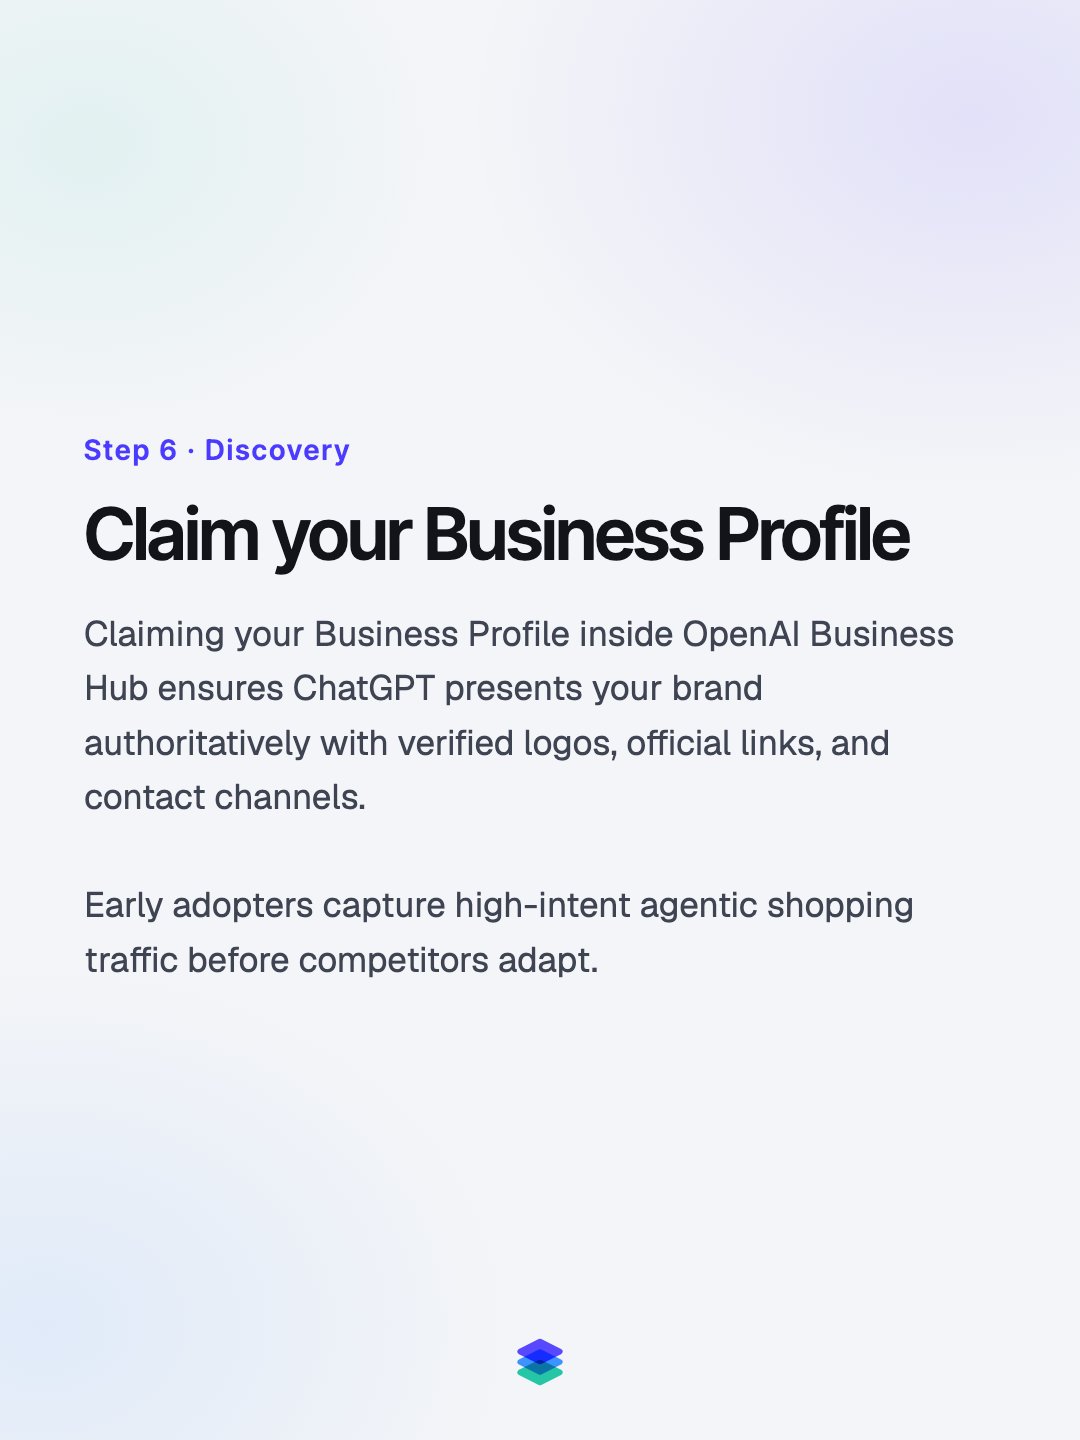 Step 6 · Discovery
Claim your Business Profile
Claiming your Business Profile inside OpenAI Business
Hub ensures ChatGPT presents your brand
authoritatively with verified logos, official links, and
contact channels.
Early adopters capture high-intent agentic shopping
traffic before competitors adapt.